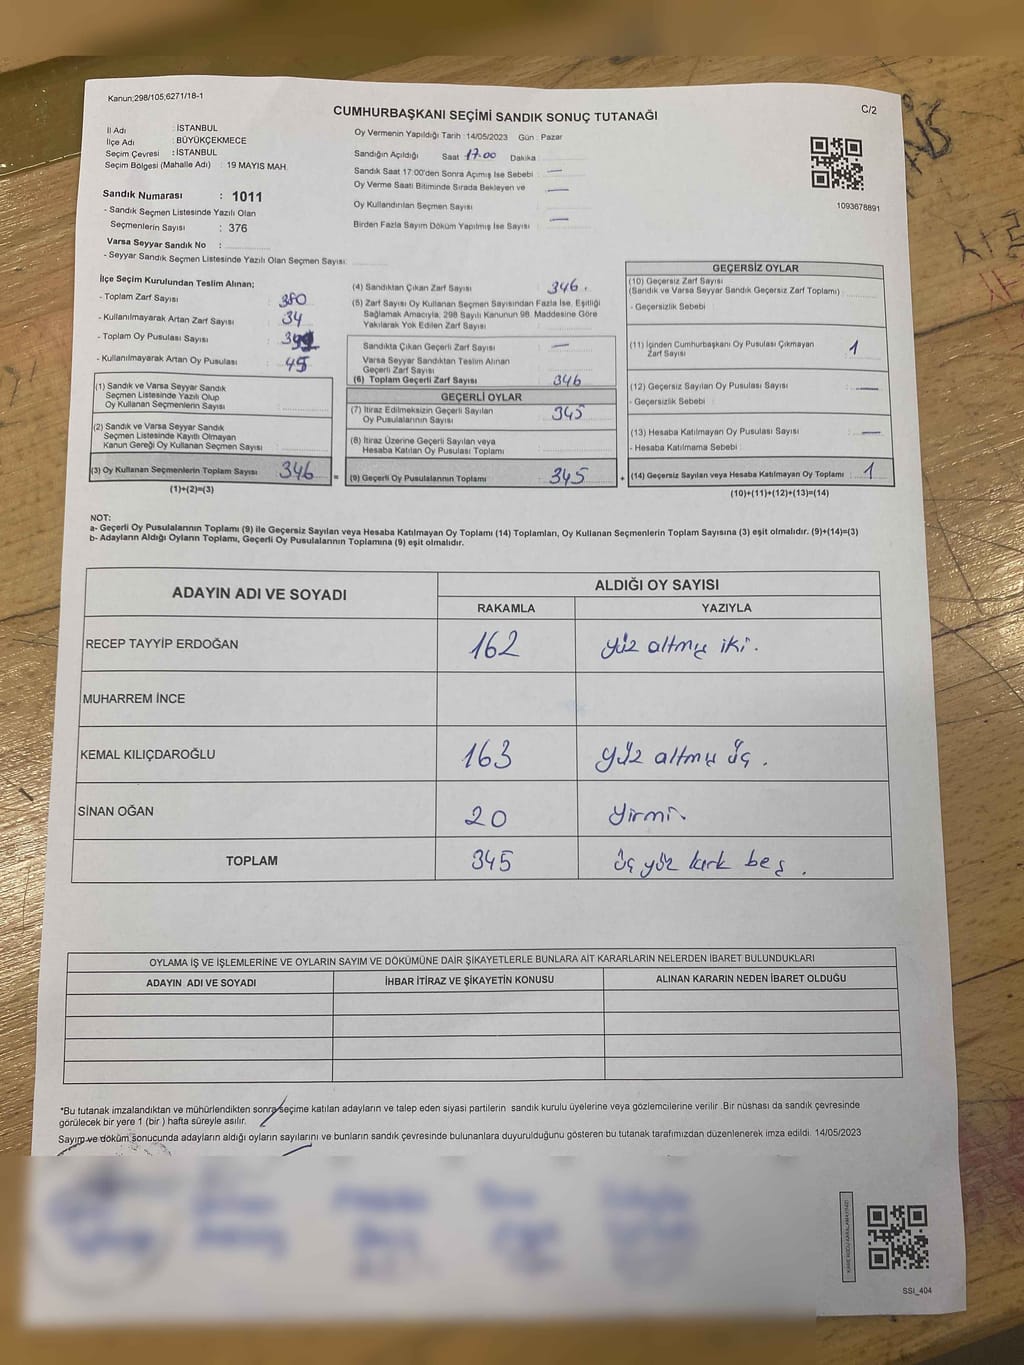 Kanun;298/105;6271/18-1
CUMHURBAŞKANI SEÇİMİ SANDIK SONUÇ TUTANAĞI
C/2
İl Adı : İSTANBUL
İlçe Adı : BÜYÜKÇEKMECE
Seçim Çevresi : İSTANBUL
Seçim Bölgesi (Mahalle Adı) : 19 MAYIS MAH.
Sandık Numarası : 1011
- Sandık Seçmen Listesinde Yazılı Olan
Seçmenlerin Sayısı : 376
Varsa Seyyar Sandık No :
- Seyyar Sandık Seçmen Listesinde Yazılı Olan Seçmen Sayısı:
Oy Vermenin Yapıldığı Tarih :14/05/2023 Gün : Pazar
Sandığın Açıldığı Saat 17.00 Dakika
Sandık Saat 17:00'den Sonra Açımış İse Sebebi : —
Oy Verme Saati Bitiminde Sırada Bekleyen ve —
Oy Kullandırılan Seçmen Sayısı :
Birden Fazla Sayım Döküm Yapılmış İse Sayısı : —
1093678891
İlçe Seçim Kurulundan Teslim Alınan;
- Toplam Zarf Sayısı : 380
- Kullanılmayarak Artan Zarf Sayısı : 34
- Toplam Oy Pusulası Sayısı :
- Kullanılmayarak Artan Oy Pusulası : 45
(1) Sandık ve Varsa Seyyar Sandık
Seçmen Listesinde Yazılı Olup
Oy Kullanan Seçmenlerin Sayısı :
(2) Sandık ve Varsa Seyyar Sandık
Seçmen Listesinde Kayıtlı Olmayan
Kanun Gereği Oy Kullanan Seçmen Sayısı :
(3) Oy Kullanan Seçmenlerin Toplam Sayısı : 346
(1)+(2)=(3)
(4) Sandıktan Çıkan Zarf Sayısı : 346.
(5) Zarf Sayısı Oy Kullanan Seçmen Sayısından Fazla İse, Eşitliği
Sağlamak Amacıyla, 298 Sayılı Kanunun 98. Maddesine Göre
Yakılarak Yok Edilen Zarf Sayısı :
Sandıkta Çıkan Geçerli Zarf Sayısı : —
Varsa Seyyar Sandıktan Teslim Alınan
Geçerli Zarf Sayısı :
(6) Toplam Geçerli Zarf Sayısı : 346
GEÇERLİ OYLAR
(7) İtiraz Edilmeksizin Geçerli Sayılan
Oy Pusulalarının Sayısı : 345
(8) İtiraz Üzerine Geçerli Sayılan veya
Hesaba Katılan Oy Pusulası Toplamı :
= (9) Geçerli Oy Pusulalarının Toplamı : 345
GEÇERSİZ OYLAR
(10) Geçersiz Zarf Sayısı
(Sandık ve Varsa Seyyar Sandık Geçersiz Zarf Toplamı) :
- Geçersizlik Sebebi :
(11) İçinden Cumhurbaşkanı Oy Pusulası Çıkmayan
Zarf Sayısı : 1
(12) Geçersiz Sayılan Oy Pusulası Sayısı : —
- Geçersizlik Sebebi :
(13) Hesaba Katılmayan Oy Pusulası Sayısı : —
- Hesaba Katılmama Sebebi :
+ (14) Geçersiz Sayılan veya Hesaba Katılmayan Oy Toplamı : 1
(10)+(11)+(12)+(13)=(14)
NOT:
a- Geçerli Oy Pusulalarının Toplamı (9) ile Geçersiz Sayılan veya Hesaba Katılmayan Oy Toplamı (14) Toplamları, Oy Kullanan Seçmenlerin Toplam Sayısına (3) eşit olmalıdır. (9)+(14)=(3)
b- Adayların Aldığı Oyların Toplamı, Geçerli Oy Pusulalarının Toplamına (9) eşit olmalıdır.
ADAYIN ADI VE SOYADI
ALDIĞI OY SAYISI
RAKAMLA YAZIYLA
RECEP TAYYİP ERDOĞAN 162 yüz altmış iki.
MUHARREM İNCE
KEMAL KILIÇDAROĞLU 163 yüz altmış üç.
SİNAN OĞAN 20 yirmi.
TOPLAM 345 üç yüz kırk beş.
OYLAMA İŞ VE İŞLEMLERİNE VE OYLARIN SAYIM VE DÖKÜMÜNE DAİR ŞİKAYETLERLE BUNLARA AİT KARARLARIN NELERDEN İBARET BULUNDUKLARI
ADAYIN ADI VE SOYADI İHBAR İTİRAZ VE ŞİKAYETİN KONUSU ALINAN KARARIN NEDEN İBARET OLDUĞU
*Bu tutanak imzalandıktan ve mühürlendikten sonra seçime katılan adayların ve talep eden siyasi partilerin sandık kurulu üyelerine veya gözlemcilerine verilir .Bir nüshası da sandık çevresinde
görülecek bir yere 1 (bir ) hafta süreyle asılır.
Sayım ve döküm sonucunda adayların aldığı oyların sayılarını ve bunların sandık çevresinde bulunanlara duyurulduğunu gösteren bu tutanak tarafımızdan düzenlenerek imza edildi. 14/05/2023
SSI_404